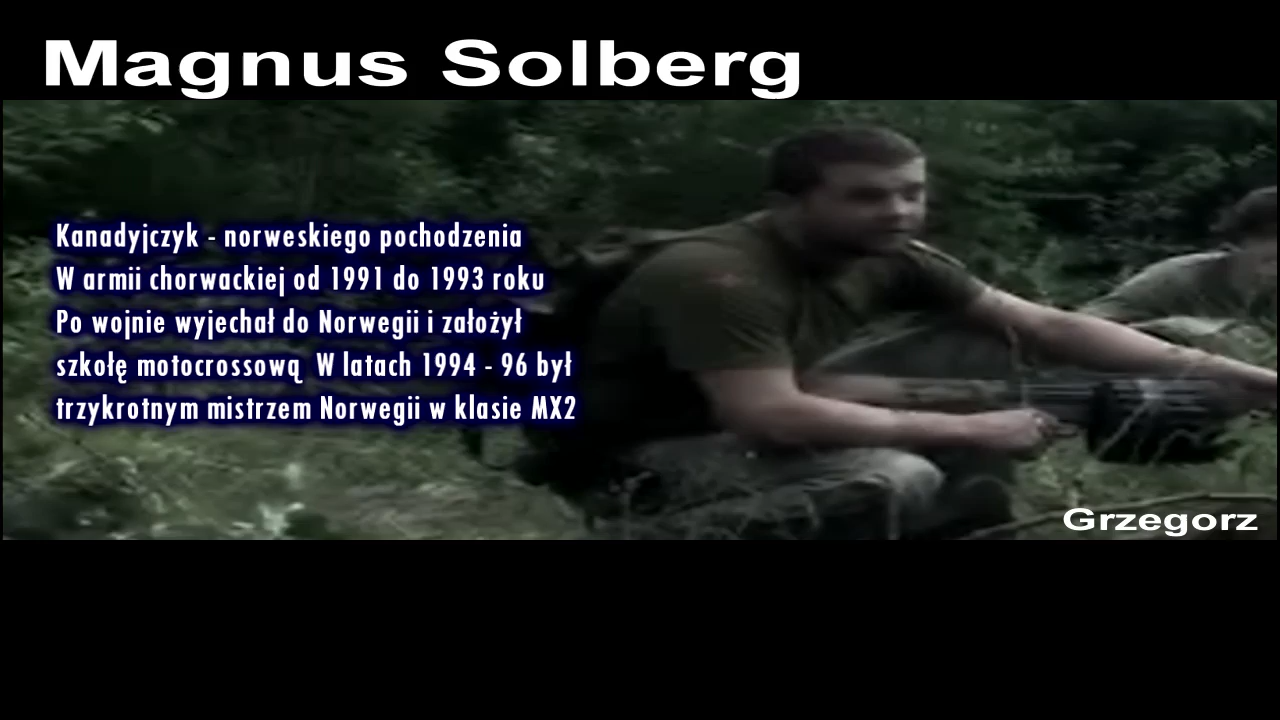 Magnus Solberg
Kanadyjczyk - norweskiego pochodzenia
W armii chorwackiej od 1991 do 1993 roku
Po wojnie wyjechał do Norwegii i założył
szkołę motocrossową W latach 1994 - 96 był
trzykrotnym mistrzem Norwegii w klasie MX2
Grzegorz